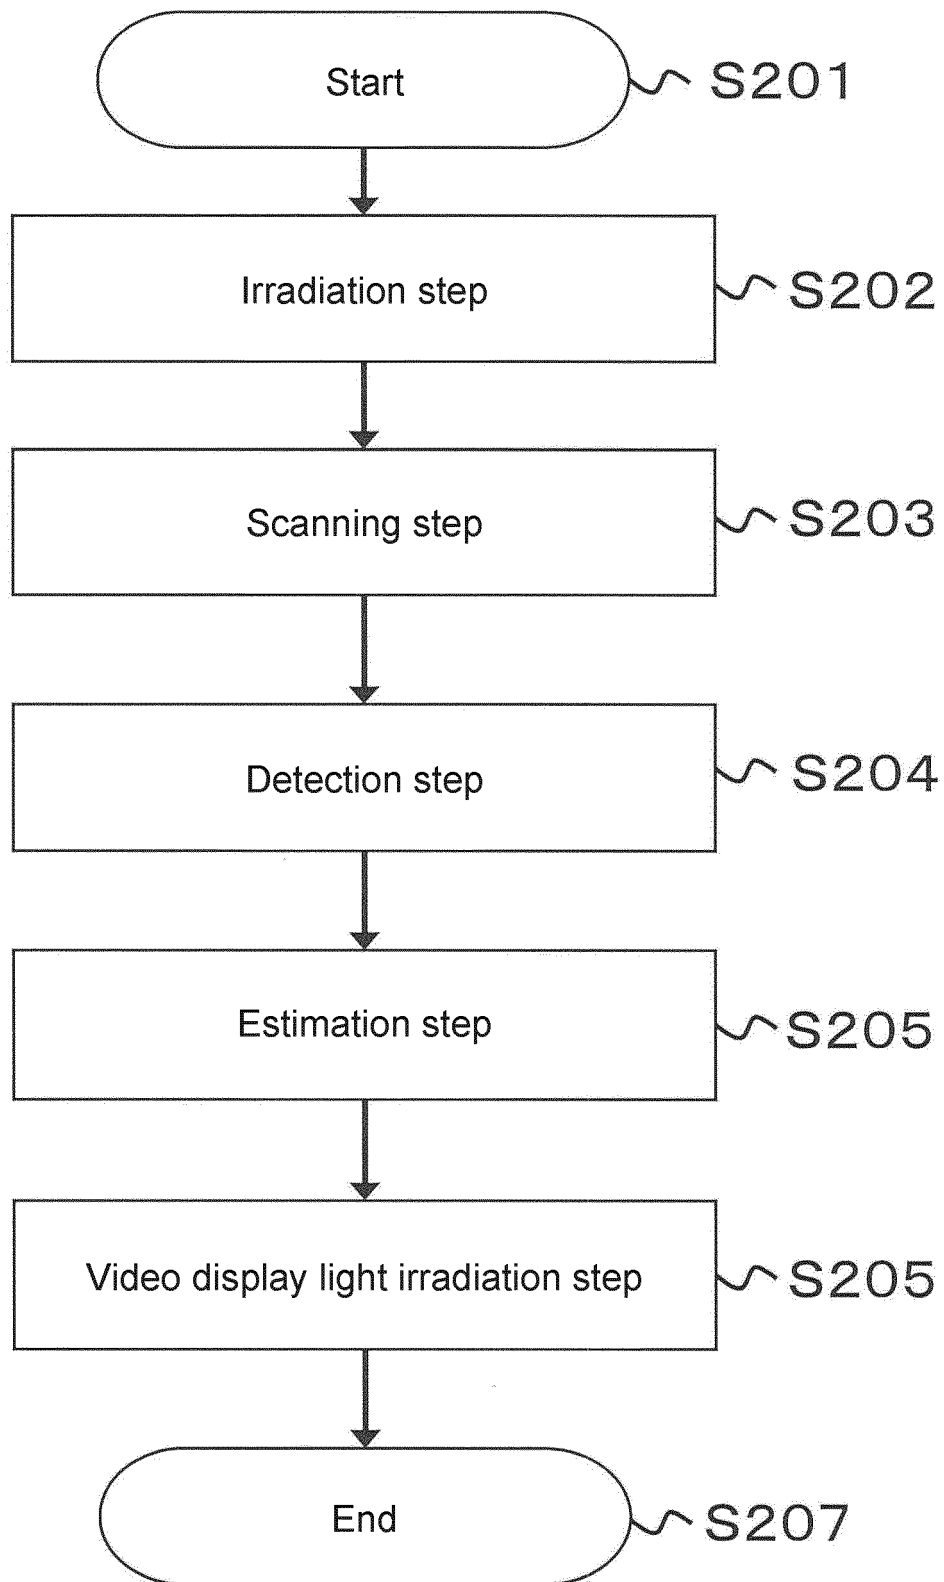 Start S201
Irradiation step S202
Scanning step S203
Detection step S204
Estimation step S205
Video display light irradiation step S205
End S207